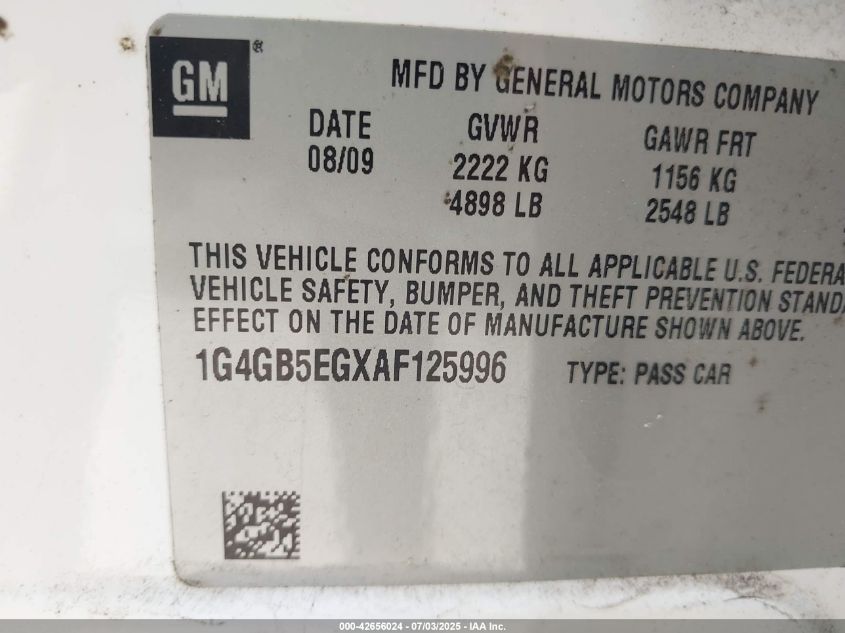 GM®
MFD BY GENERAL MOTORS COMPANY
DATE GVWR GAWR FRT
08/09 2222 KG 1156 KG
4898 LB 2548 LB
THIS VEHICLE CONFORMS TO ALL APPLICABLE U.S. FEDERA
VEHICLE SAFETY, BUMPER, AND THEFT PREVENTION STANDA
EFFECT ON THE DATE OF MANUFACTURE SHOWN ABOVE.
1G4GB5EGXAF125996 TYPE: PASS CAR
000-42656024 - 07/03/2025 - IAA Inc.